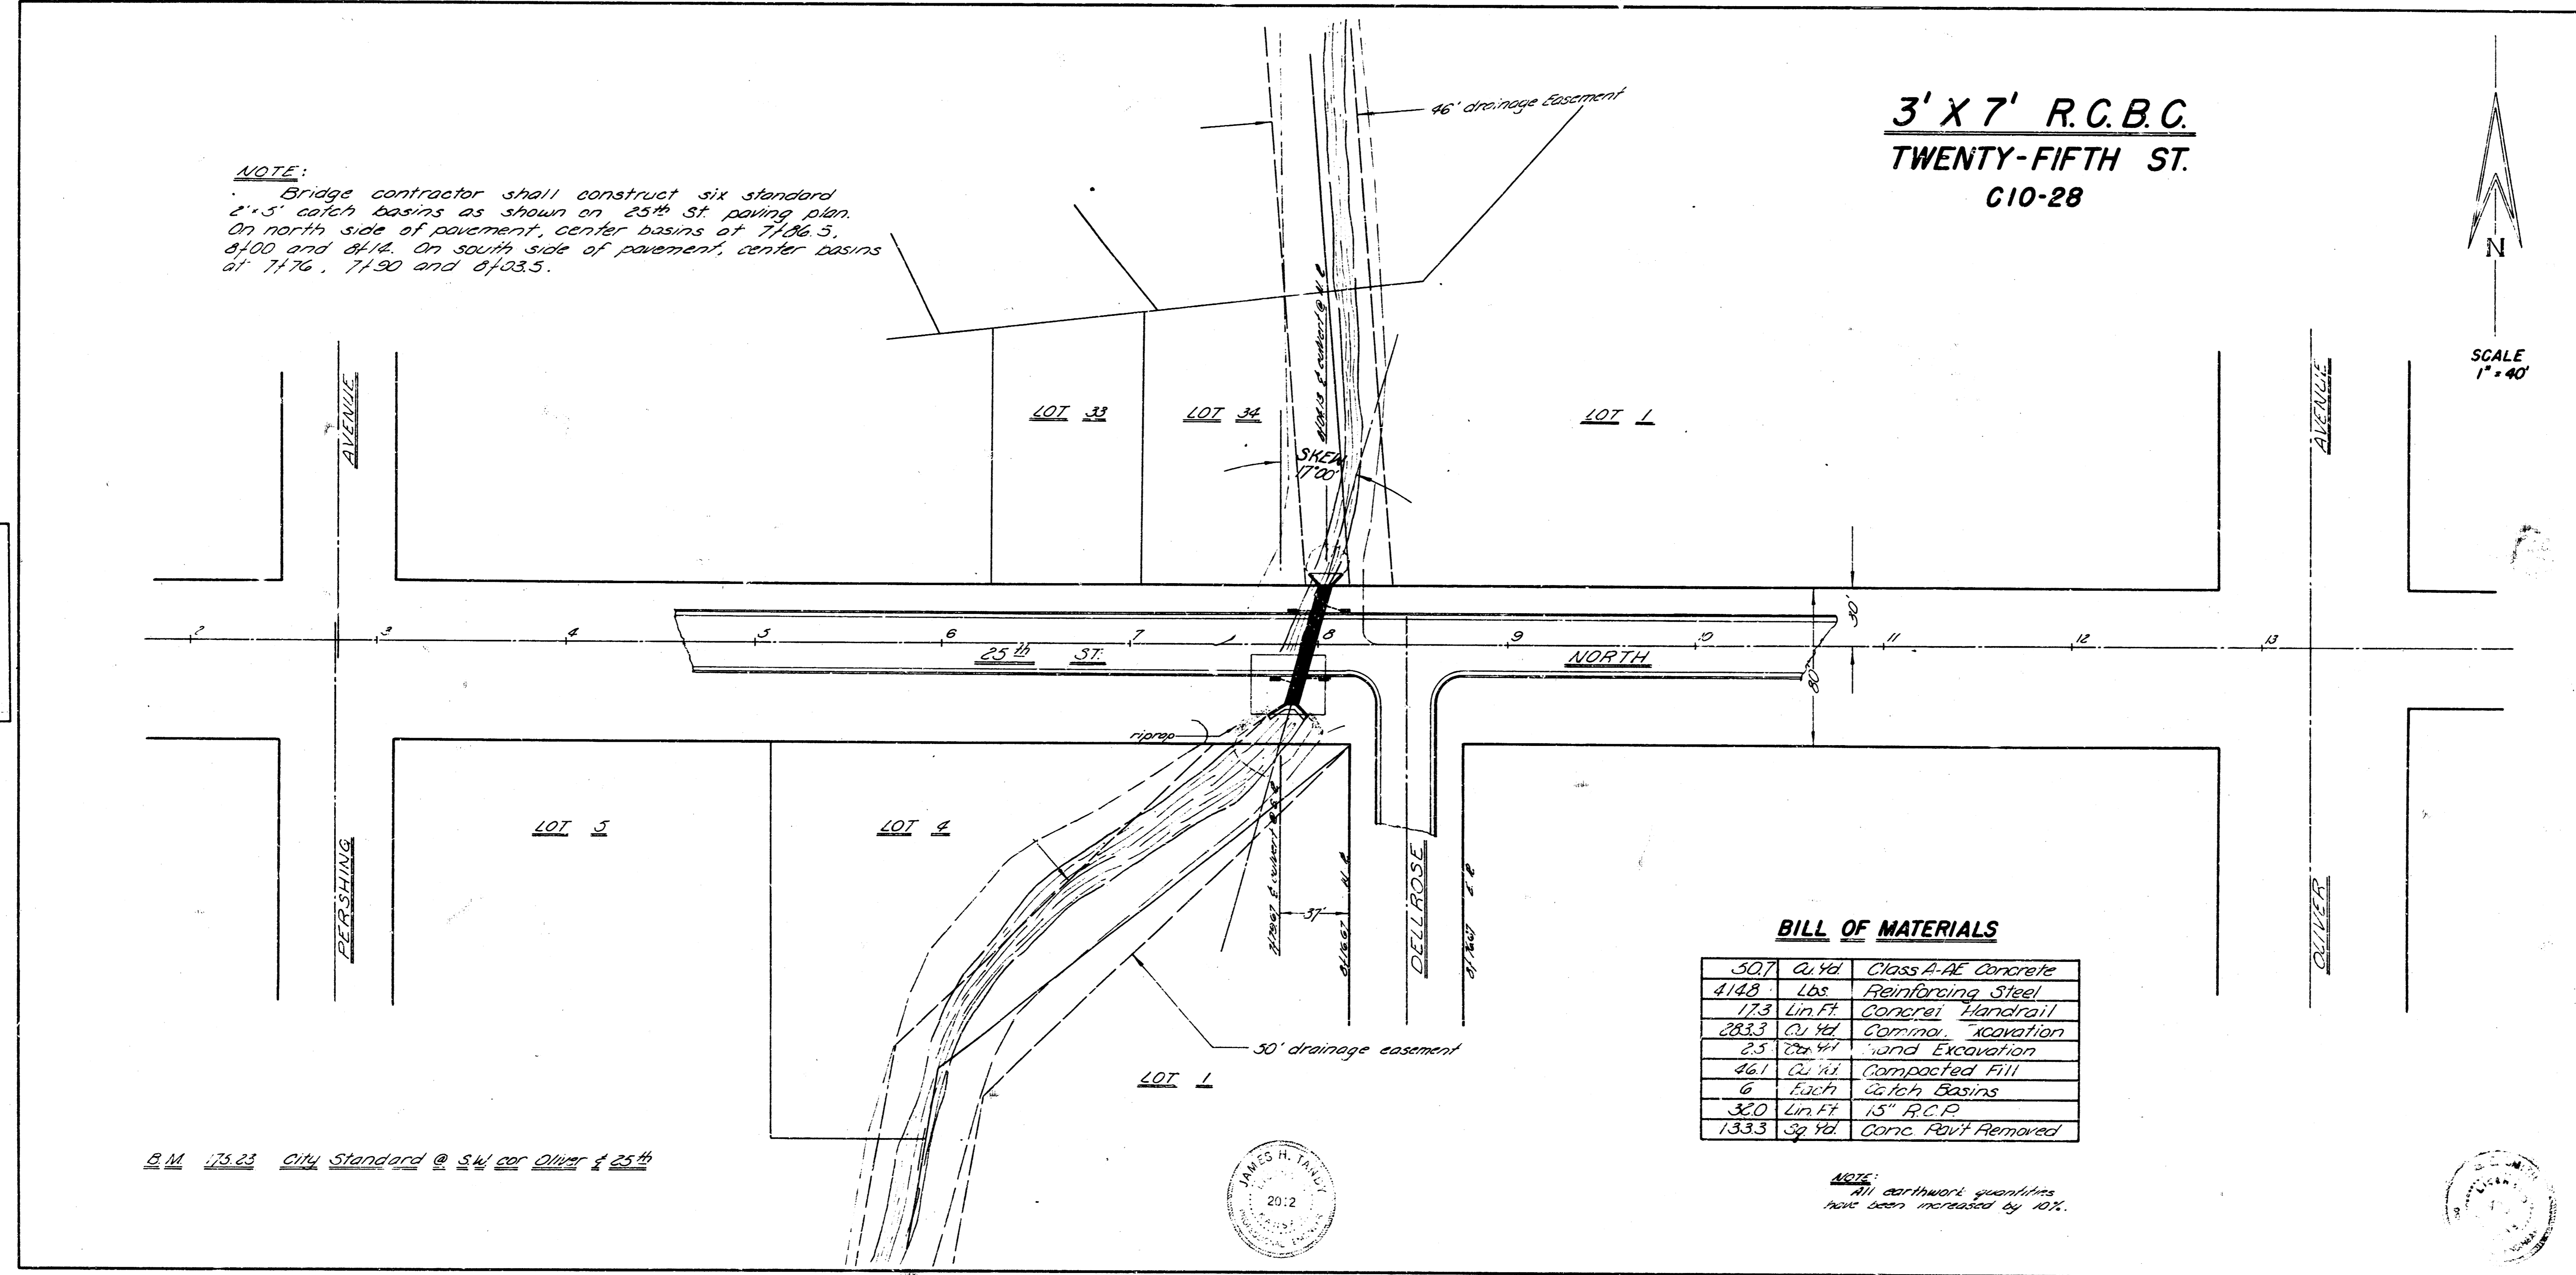 3' X 7' R.C.B.C.
TWENTY-FIFTH ST.
C10-28
N
SCALE
1" = 40'
NOTE:
Bridge contractor shall construct six standard
2'x5' catch basins as shown on 25th St. paving plan.
On north side of pavement, center basins at 7+86.5,
8+00 and 8+14. On south side of pavement, center basins
at 7+76, 7+90 and 8+03.5.
46' drainage Easement
AVENUE
LOT 33
LOT 34
LOT 1
AVENUE
SKEW
17°00'
30'
2 3 4 5 6 7 8 9 10 11 12 13
25th ST.
NORTH
80'
riprap
LOT 5
LOT 4
PERSHING
37'
DELLROSE
OLIVER
50' drainage easement
LOT 1
BILL OF MATERIALS
50.7 Cu.Yd. Class A-AE Concrete
4148 Lbs. Reinforcing Steel
17.3 Lin.Ft. Handrail
283.3 Cu.Yd.
2.5 Excavation
46.1 Compacted Fill
6 Each Catch Basins
32.0 Lin.Ft. 15" R.C.P.
133.3 Sq.Yd. Conc. Pav't Removed
NOTE:
All earthwork quantities
have been increased by 10%.
B.M. 175.23 City Standard @ S.W. cor Oliver & 25th
JAMES H. TANDY
2012